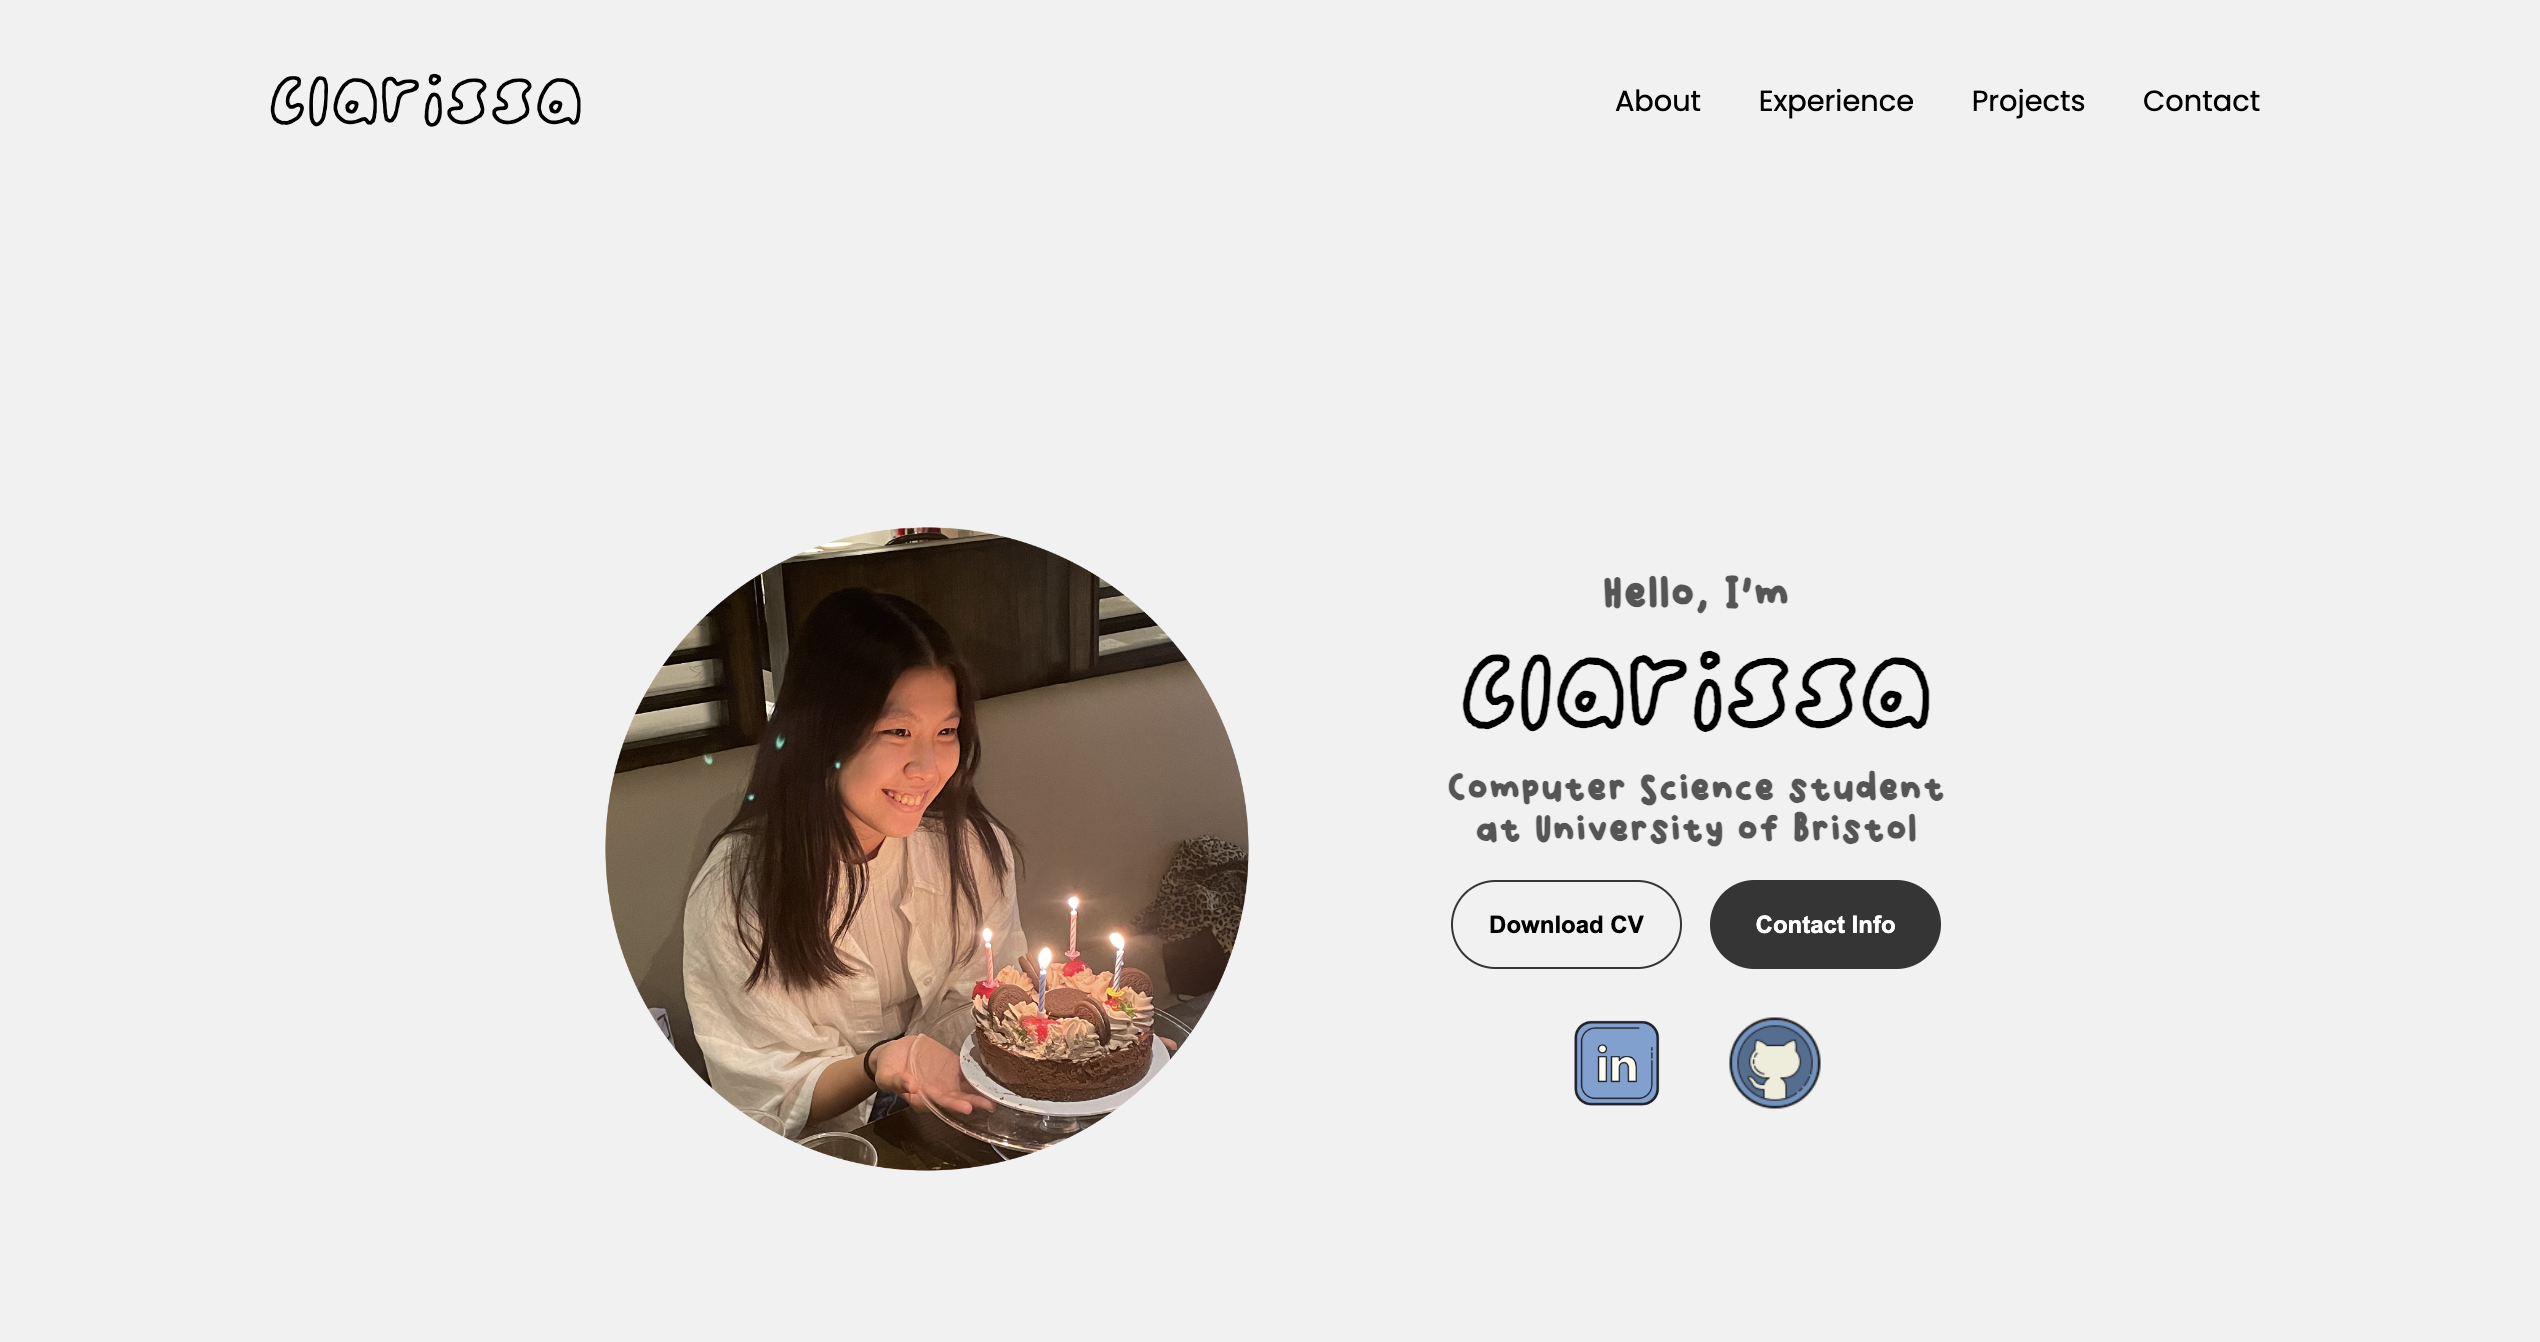 clarissa
About Experience Projects Contact
Hello, I'm
clarissa
Computer Science student
at University of Bristol
Download CV Contact Info
in